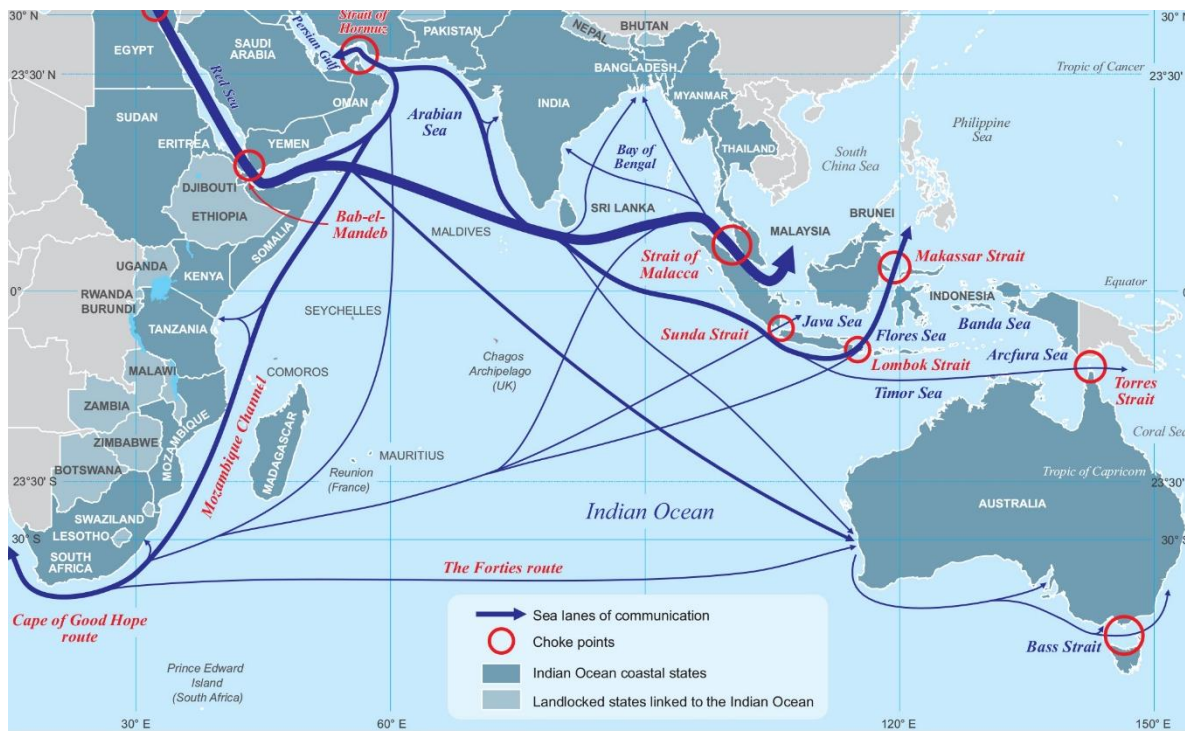 30° N
Strait of
Hormuz
Persian Gulf
EGYPT
SAUDI
ARABIA
PAKISTAN
NEPAL
BHUTAN
30° N
23°30' N
BANGLADESH
Tropic of Cancer
23°30' N
Red Sea
OMAN
INDIA
MYANMAR
SUDAN
Arabian
Sea
Philippine
Sea
ERITREA
YEMEN
THAILAND
South
China Sea
Bay of
Bengal
DJIBOUTI
ETHIOPIA
SRI LANKA
BRUNEI
Bab-el-
Mandeb
MALDIVES
MALAYSIA
SOMALIA
Strait of
Malacca
Makassar Strait
UGANDA
KENYA
0°
RWANDA
BURUNDI
SEYCHELLES
INDONESIA
Equator
0°
TANZANIA
Sunda Strait
Java Sea
Flores Sea
Banda Sea
Chagos
Archipelago
(UK)
Lombok Strait
Arcfura Sea
MALAWI
COMOROS
Timor Sea
Torres
Strait
ZAMBIA
MOZAMBIQUE
Mozambique Channel
MADAGASCAR
Coral Sea
ZIMBABWE
MAURITIUS
BOTSWANA
Reunion
(France)
Tropic of Capricorn
23°30' S
23°30' S
AUSTRALIA
SWAZILAND
Indian Ocean
30° S
LESOTHO
30° S
SOUTH
AFRICA
The Forties route
Cape of Good Hope
route
Sea lanes of communication
Choke points
Bass Strait
Prince Edward
Island
(South Africa)
Indian Ocean coastal states
Landlocked states linked to the Indian Ocean
30° E
60° E
120° E
150° E